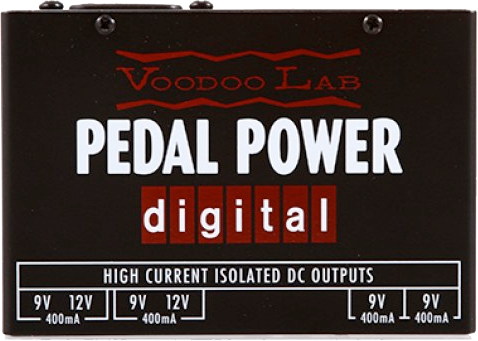 VOODOO LAB
PEDAL POWER
digital
HIGH CURRENT ISOLATED DC OUTPUTS
9V 12V 9V 12V 9V 9V
400mA 400mA 400mA 400mA